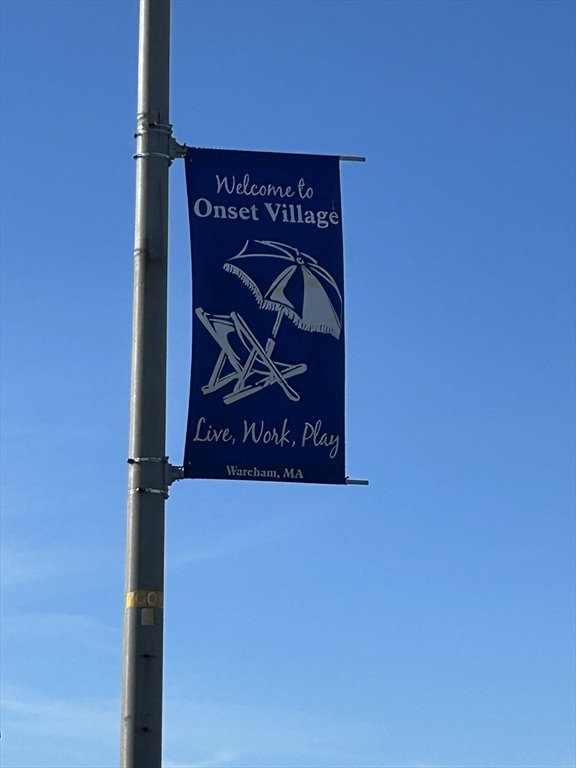 Welcome to
Onset Village
Live, Work, Play
Wareham, MA